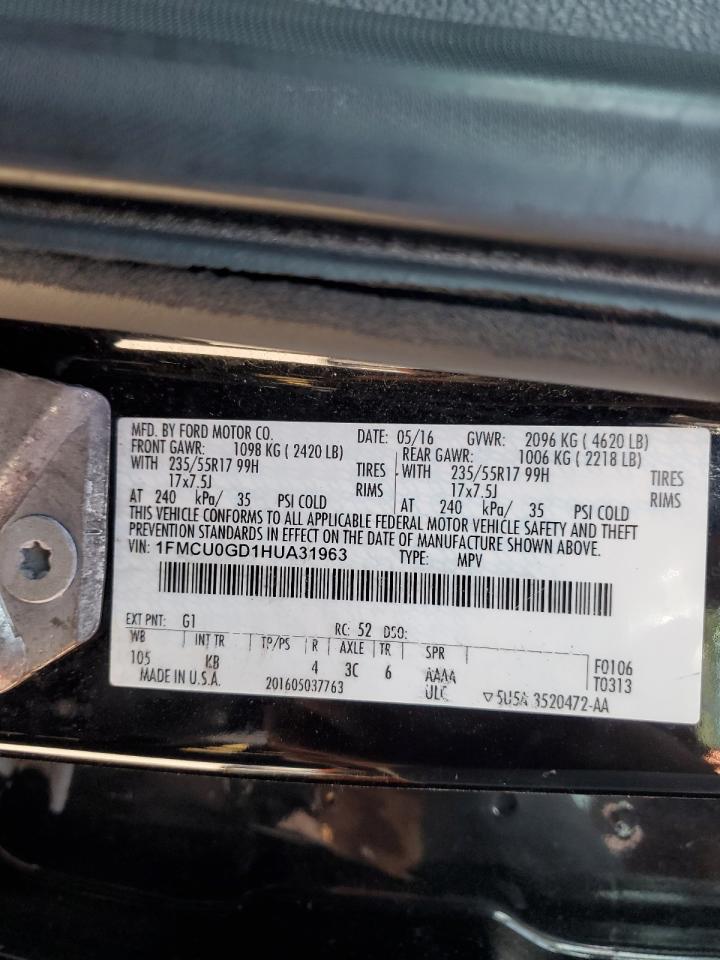 MFD. BY FORD MOTOR CO. DATE: 05/16 GVWR: 2096 KG ( 4620 LB)
FRONT GAWR: 1098 KG ( 2420 LB) REAR GAWR: 1006 KG ( 2218 LB)
WITH 235/55R17 99H TIRES WITH 235/55R17 99H TIRES
17x7.5J RIMS 17x7.5J RIMS
AT 240 kPa/ 35 PSI COLD AT 240 kPa/ 35 PSI COLD
THIS VEHICLE CONFORMS TO ALL APPLICABLE FEDERAL MOTOR VEHICLE SAFETY AND THEFT
PREVENTION STANDARDS IN EFFECT ON THE DATE OF MANUFACTURE SHOWN ABOVE.
VIN: 1FMCU0GD1HUA31963 TYPE: MPV
EXT PNT: G1 RC: 52 DSO:
WB INT TR TP/PS R AXLE TR SPR
105 KB 4 3C 6 AAAA F0106
MADE IN U.S.A. 201605037763 ULC ▽5U5A 3520472-AA T0313